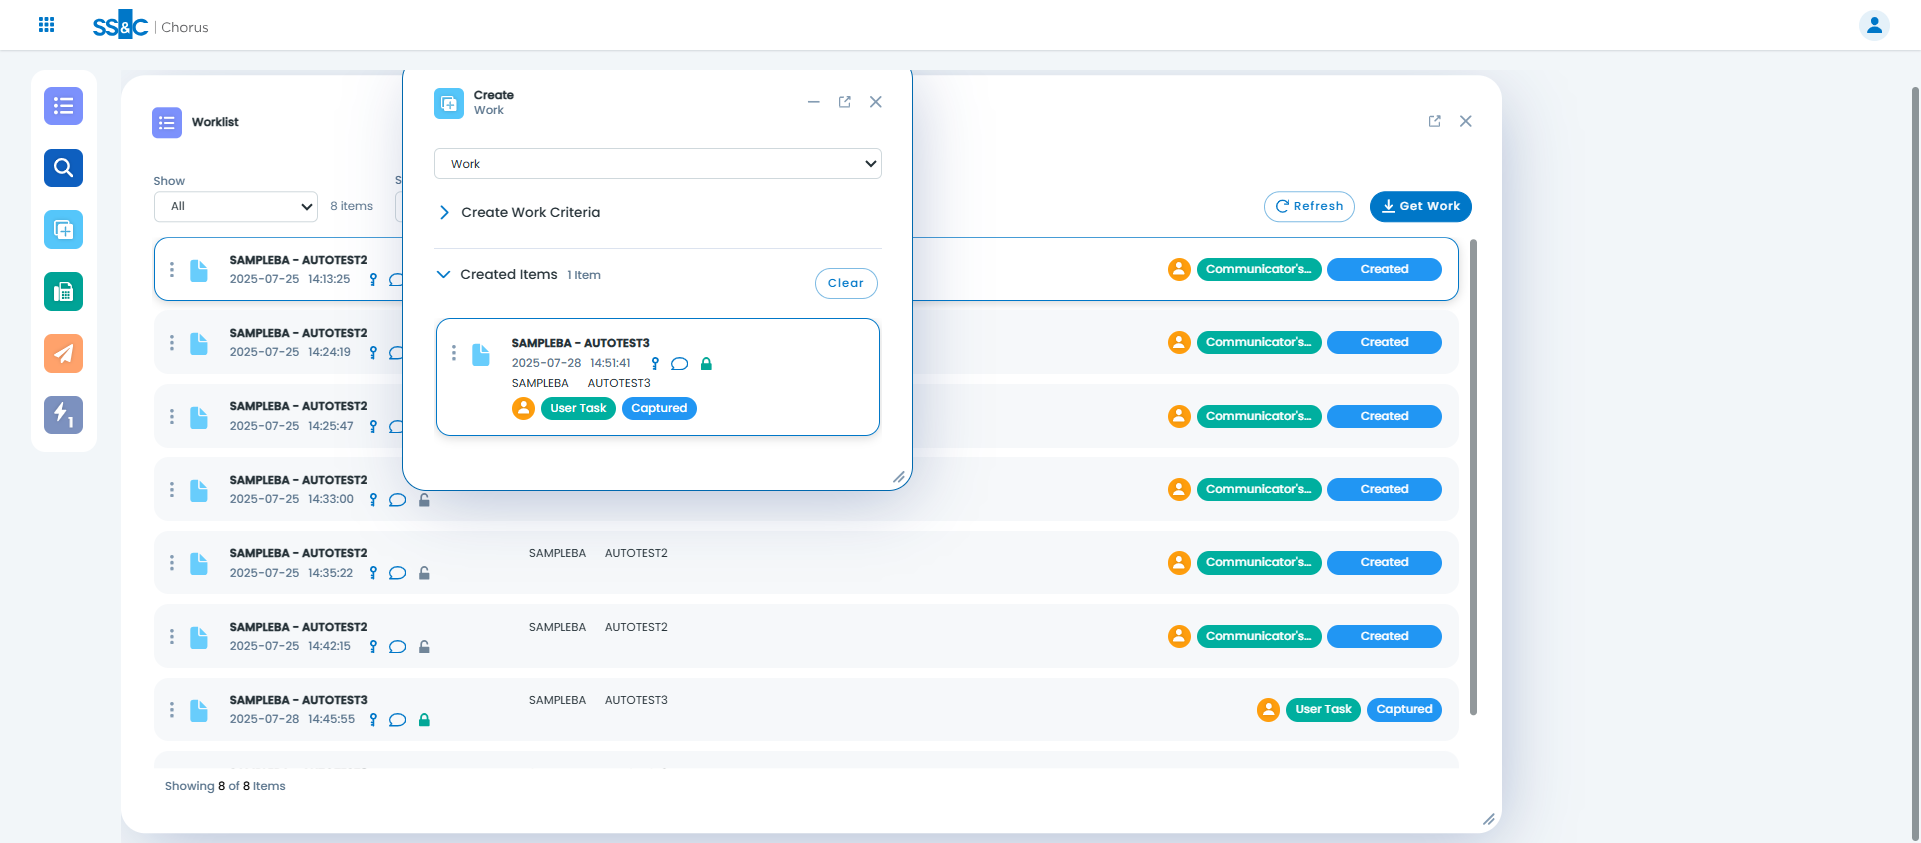 SS&C | Chorus
Create
Work
Worklist
Work
Show
All
8 items
Refresh
Get Work
Create Work Criteria
Created Items 1 Item
Clear
SAMPLEBA - AUTOTEST3
2025-07-28 14:51:41
SAMPLEBA AUTOTEST3
User Task Captured
SAMPLEBA - AUTOTEST2
2025-07-25 14:13:25
Communicator's... Created
SAMPLEBA - AUTOTEST2
2025-07-25 14:24:19
Communicator's... Created
SAMPLEBA - AUTOTEST2
2025-07-25 14:25:47
Communicator's... Created
SAMPLEBA - AUTOTEST2
2025-07-25 14:33:00
Communicator's... Created
SAMPLEBA - AUTOTEST2 SAMPLEBA AUTOTEST2
2025-07-25 14:35:22
Communicator's... Created
SAMPLEBA - AUTOTEST2 SAMPLEBA AUTOTEST2
2025-07-25 14:42:15
Communicator's... Created
SAMPLEBA - AUTOTEST3 SAMPLEBA AUTOTEST3
2025-07-28 14:45:55
User Task Captured
1
Showing 8 of 8 Items